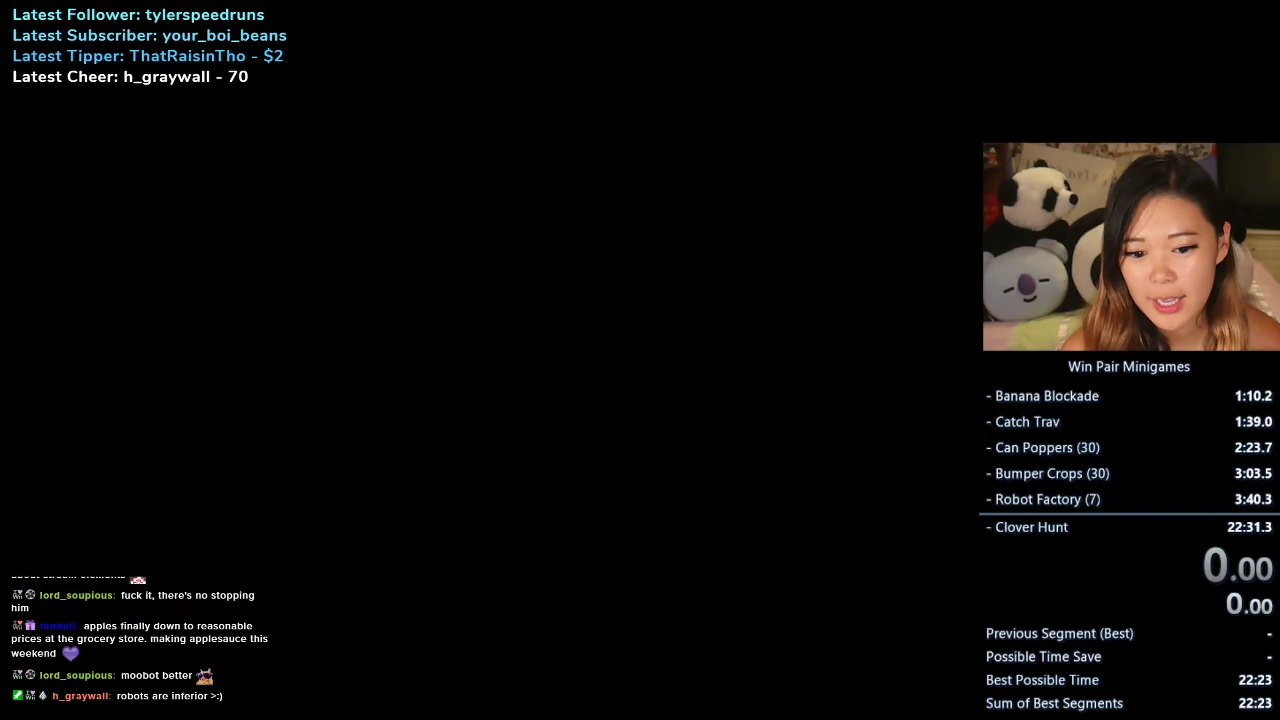 Latest Follower: tylerspeedruns
Latest Subscriber: your_boi_beans
Latest Tipper: ThatRaisinTho - $2
Latest Cheer: h_graywall - 70
Win Pair Minigames
- Banana Blockade 1:10.2
- Catch Trav 1:39.0
- Can Poppers (30) 2:23.7
- Bumper Crops (30) 3:03.5
- Robot Factory (7) 3:40.3
- Clover Hunt 22:31.3
0.00
0.00
Previous Segment (Best) -
Possible Time Save -
Best Possible Time 22:23
Sum of Best Segments 22:23
lord_soupious: fuck it, there's no stopping
him
apples finally down to reasonable
prices at the grocery store. making applesauce this
weekend
lord_soupious: moobot better
h_graywall: robots are inferior >:)